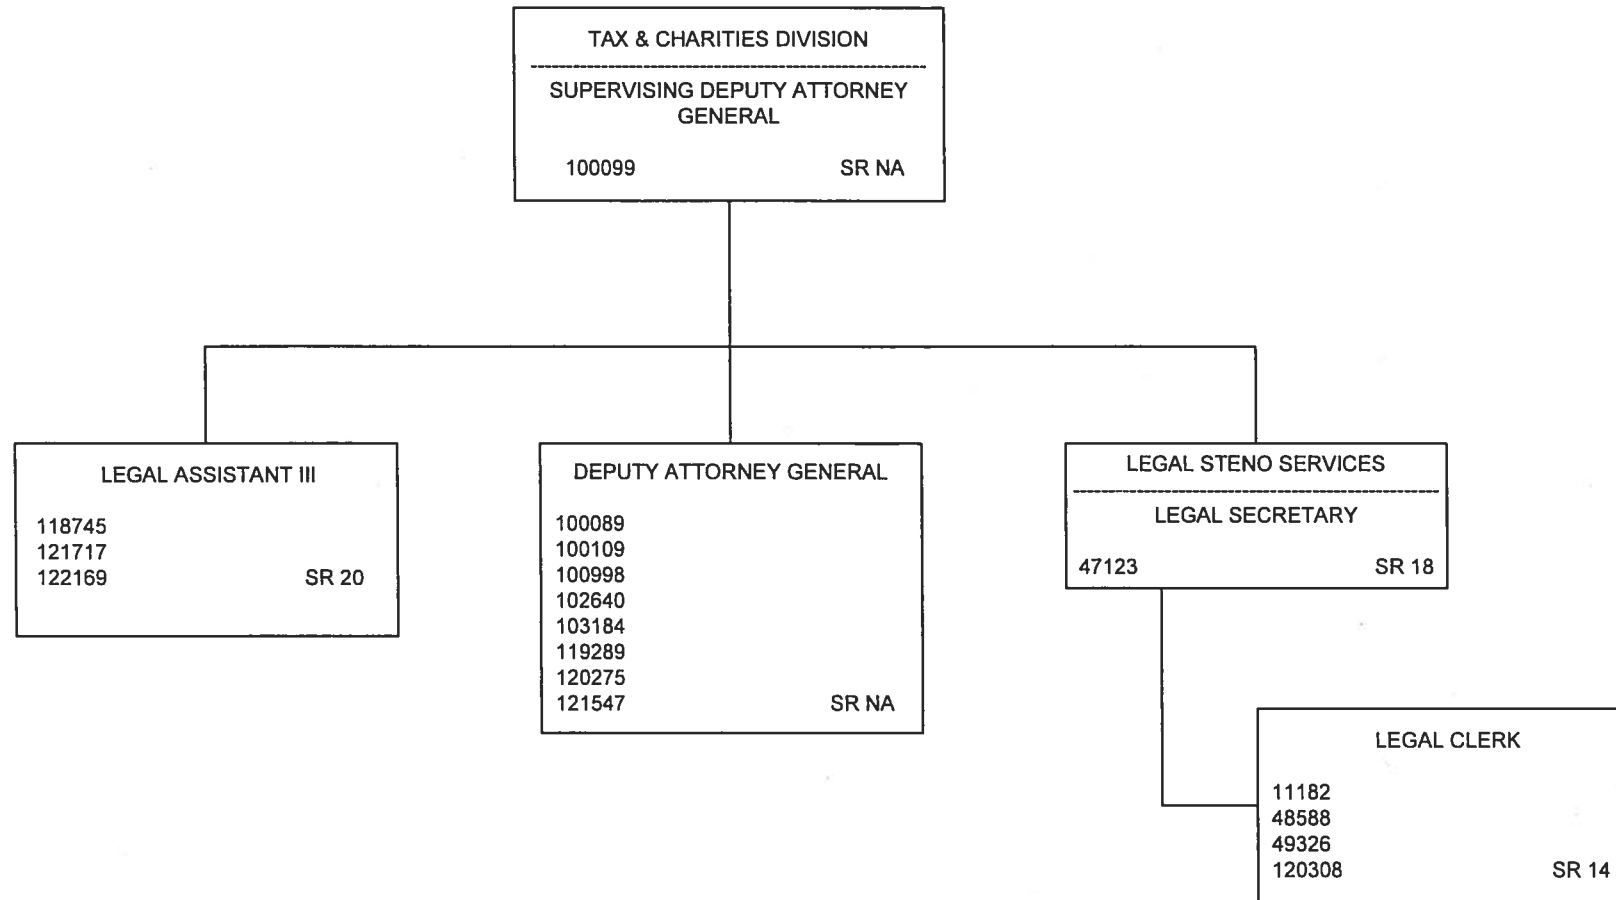 TAX & CHARITIES DIVISION
SUPERVISING DEPUTY ATTORNEY
GENERAL
100099 SR NA
LEGAL ASSISTANT III
118745
121717
122169 SR 20
DEPUTY ATTORNEY GENERAL
100089
100109
100998
102640
103184
119289
120275
121547 SR NA
LEGAL STENO SERVICES
LEGAL SECRETARY
47123 SR 18
LEGAL CLERK
11182
48588
49326
120308 SR 14